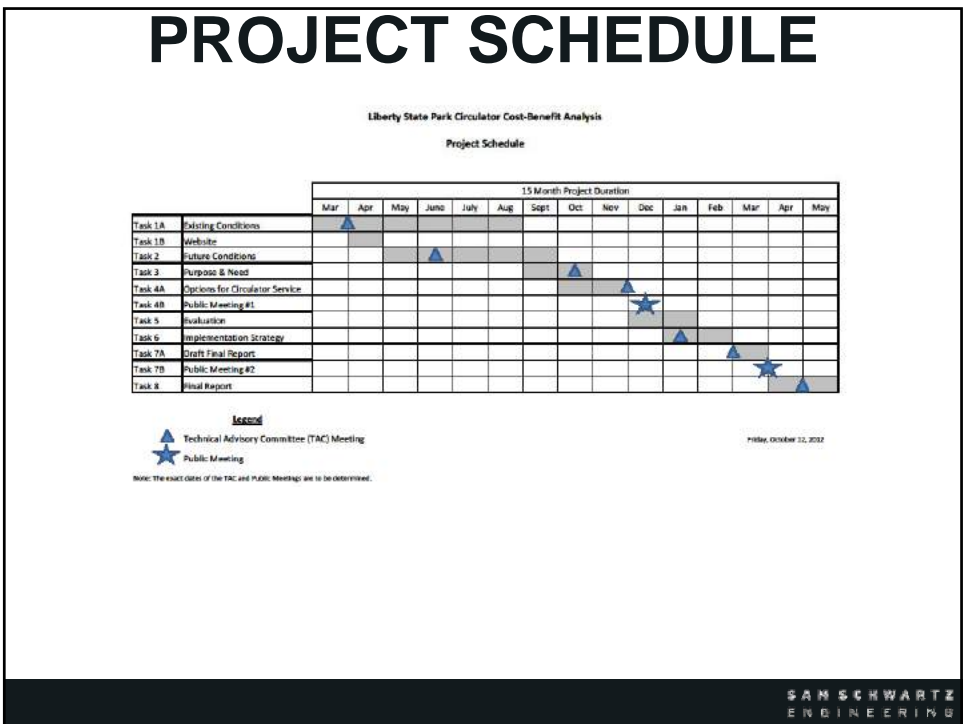 PROJECT SCHEDULE
Liberty State Park Circulator Cost-Benefit Analysis
Project Schedule
15 Month Project Duration
Mar Apr May June July Aug Sept Oct Nov Dec Jan Feb Mar Apr May
Task 1A Existing Conditions
Task 1B Website
Task 2 Future Conditions
Task 3 Purpose & Need
Task 4A Options for Circulator Service
Task 4B Public Meeting #1
Task 5 Evaluation
Task 6 Implementation Strategy
Task 7A Draft Final Report
Task 7B Public Meeting #2
Task 8 Final Report
Legend
Technical Advisory Committee (TAC) Meeting
Friday, October 12, 2012
Public Meeting
Note: The exact dates of the TAC and Public Meetings are to be determined.
SAM SCHWARTZ
ENGINEERING